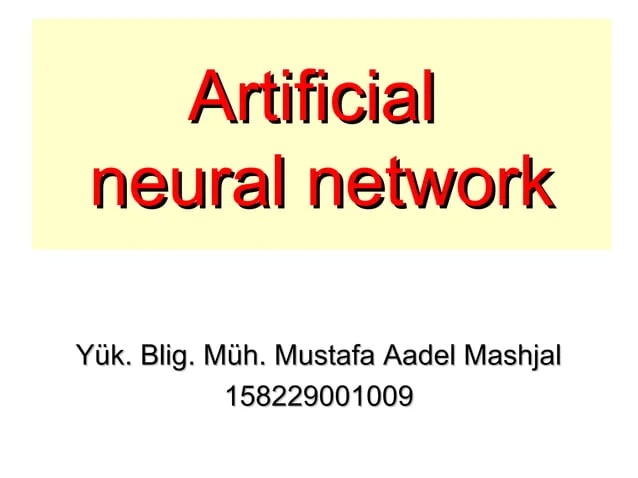 Artificial
neural network
Yük. Blig. Müh. Mustafa Aadel Mashjal
158229001009